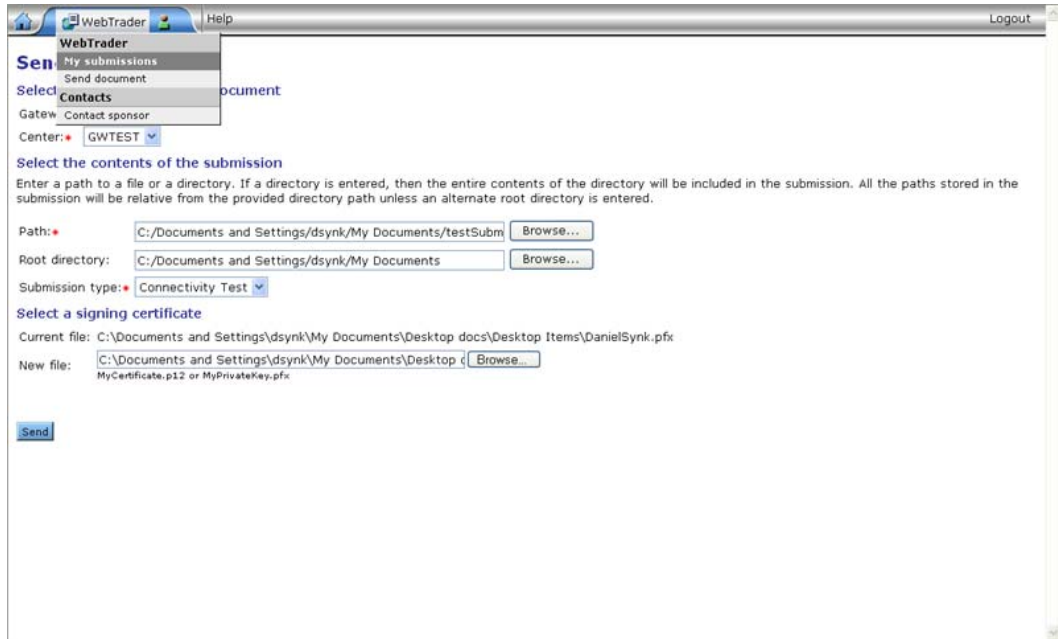 WebTrader
Help
Logout
WebTrader
My submissions
Send document
Contacts
Contact sponsor
Sen
Selec ocument
Gatew
Center:* GWTEST
Select the contents of the submission
Enter a path to a file or a directory. If a directory is entered, then the entire contents of the directory will be included in the submission. All the paths stored in the
submission will be relative from the provided directory path unless an alternate root directory is entered.
Path:* C:/Documents and Settings/dsynk/My Documents/testSubm Browse...
Root directory: C:/Documents and Settings/dsynk/My Documents Browse...
Submission type:* Connectivity Test
Select a signing certificate
Current file: C:\Documents and Settings\dsynk\My Documents\Desktop docs\Desktop Items\DanielSynk.pfx
New file: C:\Documents and Settings\dsynk\My Documents\Desktop d Browse...
MyCertificate.p12 or MyPrivateKey.pfx
Send